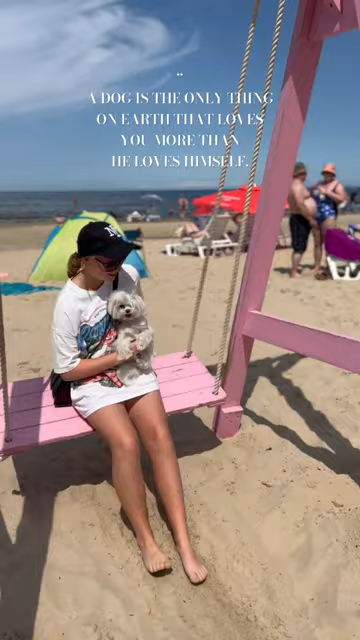 "
A DOG IS THE ONLY THING
ON EARTH THAT LOVES
YOU MORE THAN
HE LOVES HIMSELF.